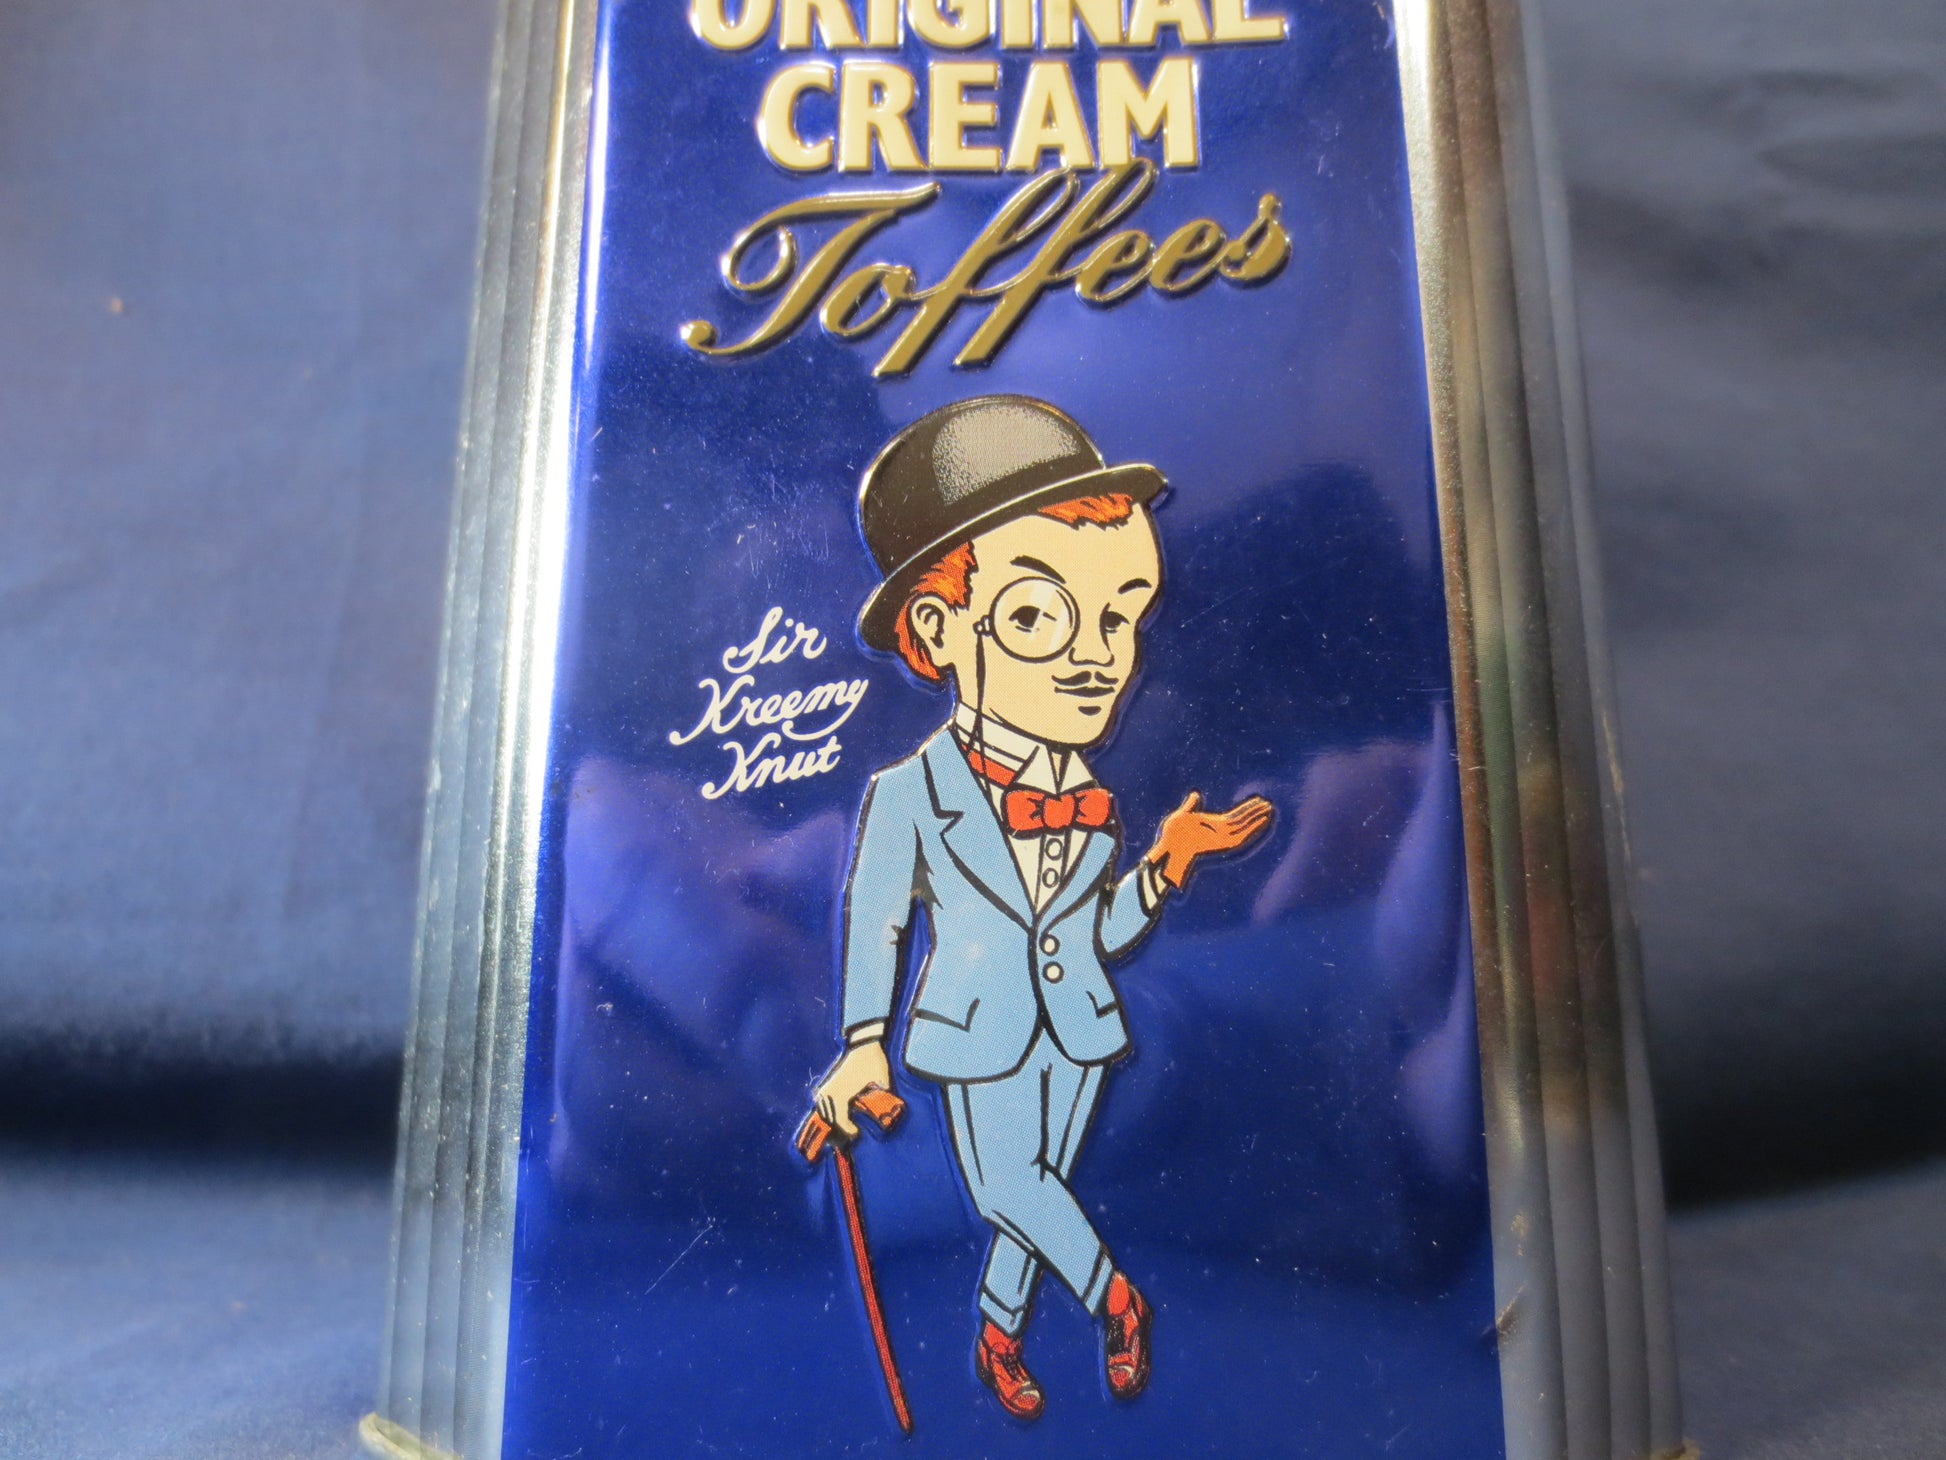 ORIGINAL
CREAM
Toffees
Sir
Kreemy
Knut